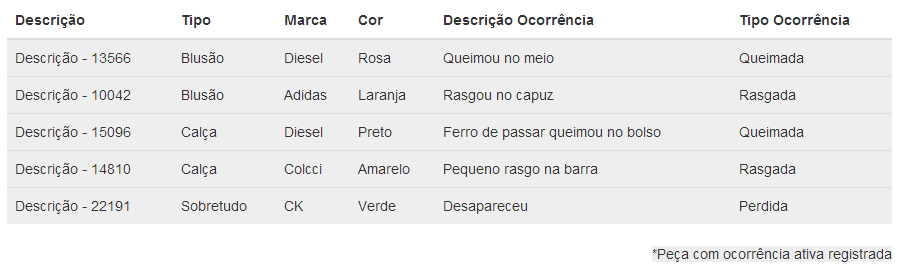 Descrição Tipo Marca Cor Descrição Ocorrência Tipo Ocorrência
Descrição - 13566 Blusão Diesel Rosa Queimou no meio Queimada
Descrição - 10042 Blusão Adidas Laranja Rasgou no capuz Rasgada
Descrição - 15096 Calça Diesel Preto Ferro de passar queimou no bolso Queimada
Descrição - 14810 Calça Colcci Amarelo Pequeno rasgo na barra Rasgada
Descrição - 22191 Sobretudo CK Verde Desapareceu Perdida
*Peça com ocorrência ativa registrada